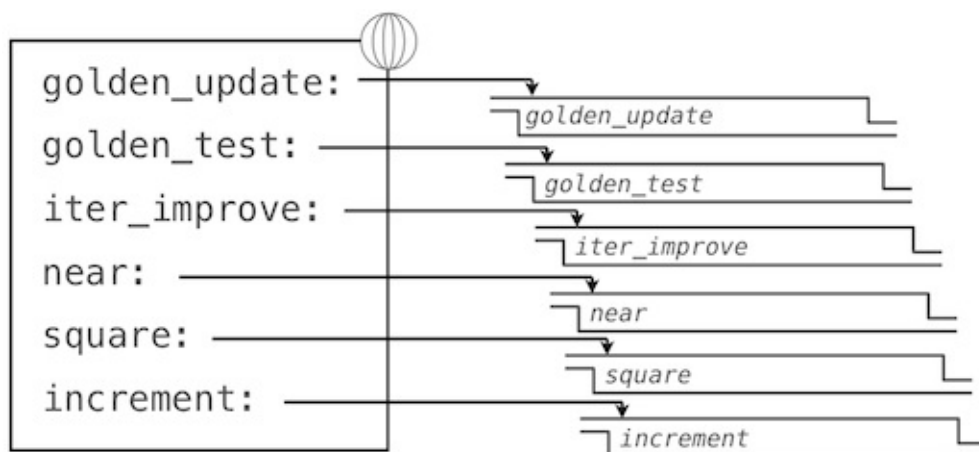 golden_update:
golden_update
golden_test:
golden_test
iter_improve:
iter_improve
near:
near
square:
square
increment:
increment